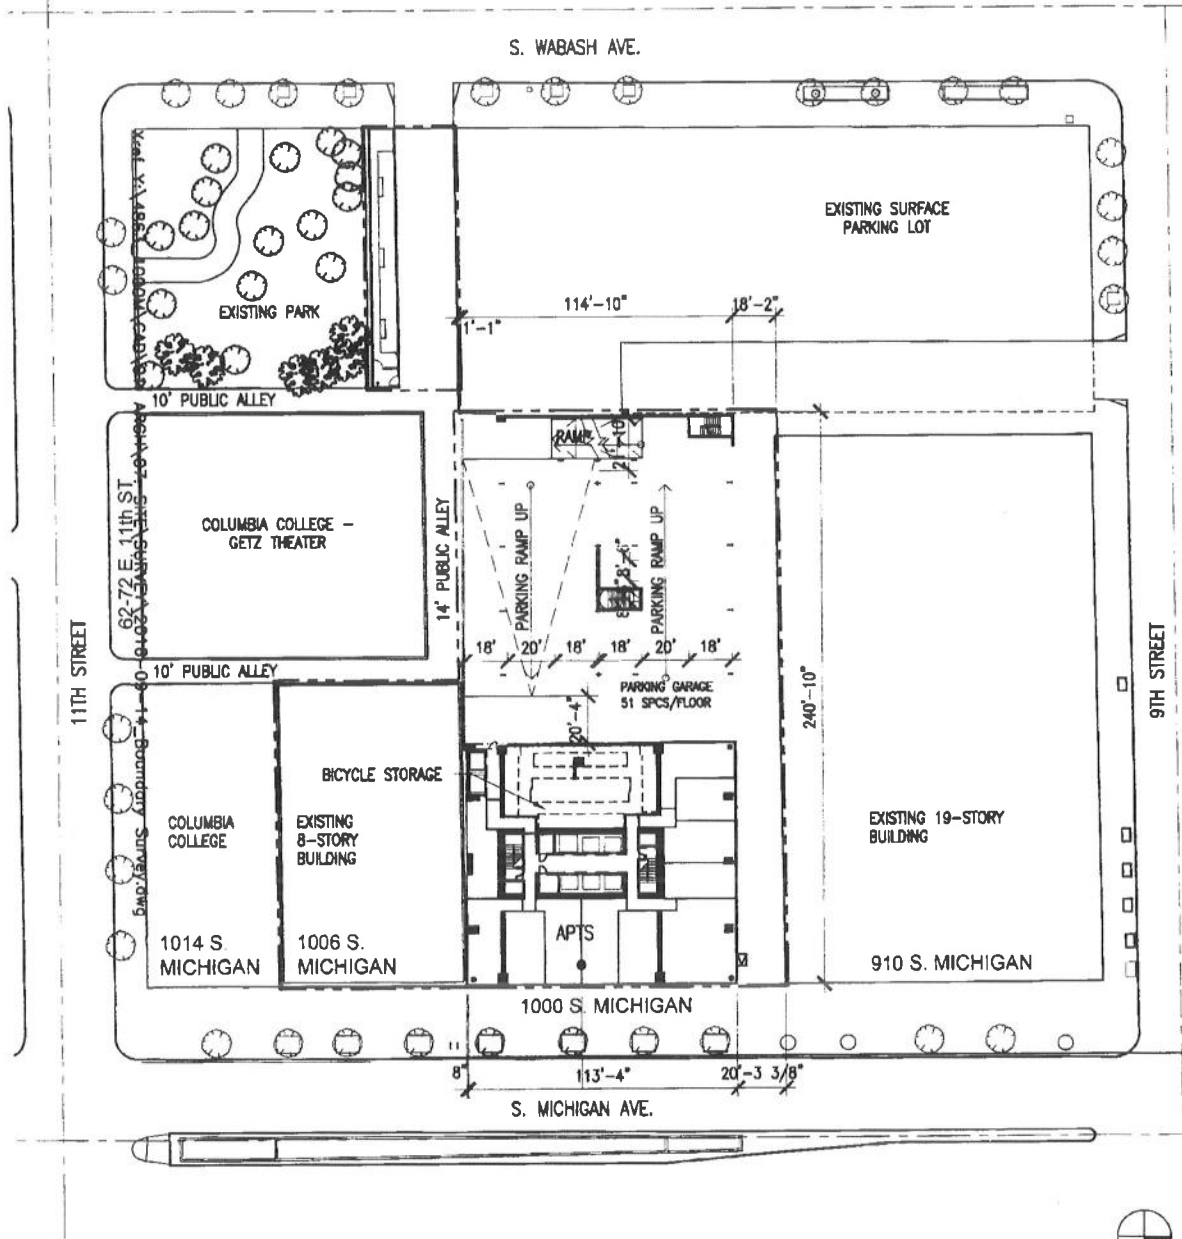 S. WABASH AVE.
EXISTING SURFACE
PARKING LOT
EXISTING PARK
114'-10"
18'-2"
1'-1"
10' PUBLIC ALLEY
RAMP
21'-10"
62-72 E. 11th ST.
COLUMBIA COLLEGE –
GETZ THEATER
14' PUBLIC ALLEY
PARKING RAMP UP
PARKING RAMP UP
18'
20'
18'
18'
20'
18'
10' PUBLIC ALLEY
PARKING GARAGE
51 SPCS/FLOOR
20'-4"
240'-10"
11TH STREET
9TH STREET
BICYCLE STORAGE
COLUMBIA
COLLEGE
EXISTING
8-STORY
BUILDING
EXISTING 19-STORY
BUILDING
APTS
1014 S.
MICHIGAN
1006 S.
MICHIGAN
910 S. MICHIGAN
1000 S. MICHIGAN
8"
113'-4"
20'-3 3/8"
S. MICHIGAN AVE.